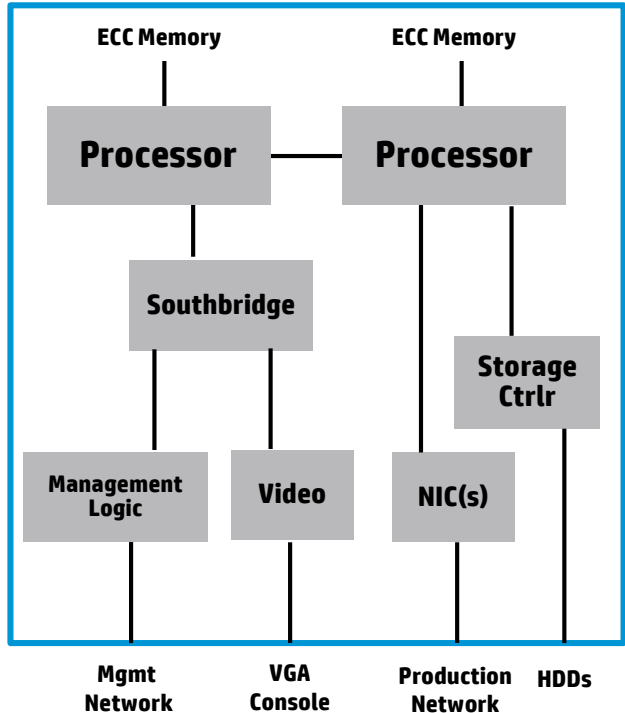 ECC Memory
ECC Memory
Processor
Processor
Southbridge
Storage
Ctrlr
Management
Logic
Video
NIC(s)
Mgmt
Network
VGA
Console
Production
Network
HDDs